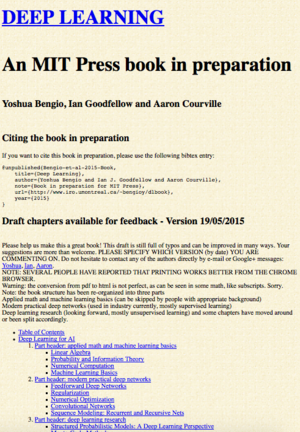 DEEP LEARNING
An MIT Press book in preparation
Yoshua Bengio, Ian Goodfellow and Aaron Courville
Citing the book in preparation
If you want to cite this book in preparation, please use the following bibtex entry:
@unpublished{Bengio-et-al-2015-Book,
title={Deep Learning},
author={Yoshua Bengio and Ian J. Goodfellow and Aaron Courville},
note={Book in preparation for MIT Press},
url={http://www.iro.umontreal.ca/~bengioy/dlbook},
year={2015}
}
Draft chapters available for feedback - Version 19/05/2015
Please help us make this a great book! This draft is still full of typos and can be improved in many ways. Your
suggestions are more than welcome. PLEASE SPECIFY WHICH VERSION (by date) YOU ARE
COMMENTING ON. Do not hesitate to contact any of the authors directly by e-mail or Google+ messages:
Yoshua, Ian, Aaron.
NOTE: SEVERAL PEOPLE HAVE REPORTED THAT PRINTING WORKS BETTER FROM THE CHROME
BROWSER.
Warning: the conversion from pdf to html is not perfect, as can be seen in some math, like subscripts. Sorry.
Note: the book structure has been re-organized into three parts
Applied math and machine learning basics (can be skipped by people with appropriate background)
Modern practical deep networks (used in industry currently, mostly supervised learning)
Deep learning research (looking forward, mostly unsupervised learning) and some chapters have moved around
or been split accordingly.
• Table of Contents
• Deep Learning for AI
1. Part header: applied math and machine learning basics
• Linear Algebra
• Probability and Information Theory
• Numerical Computation
• Machine Learning Basics
2. Part header: modern practical deep networks
• Feedforward Deep Networks
• Regularization
• Numerical Optimization
• Convolutional Networks
• Sequence Modeling: Recurrent and Recursive Nets
3. Part header: deep learning research
• Structured Probabilistic Models: A Deep Learning Perspective